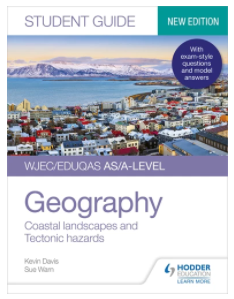 STUDENT GUIDE
NEW EDITION
With
exam-style
questions
and model
answers
WJEC/EDUQAS AS/A-LEVEL
Geography
Coastal landscapes and
Tectonic hazards
Kevin Davis
Sue Warn
HODDER
EDUCATION
LEARN MORE